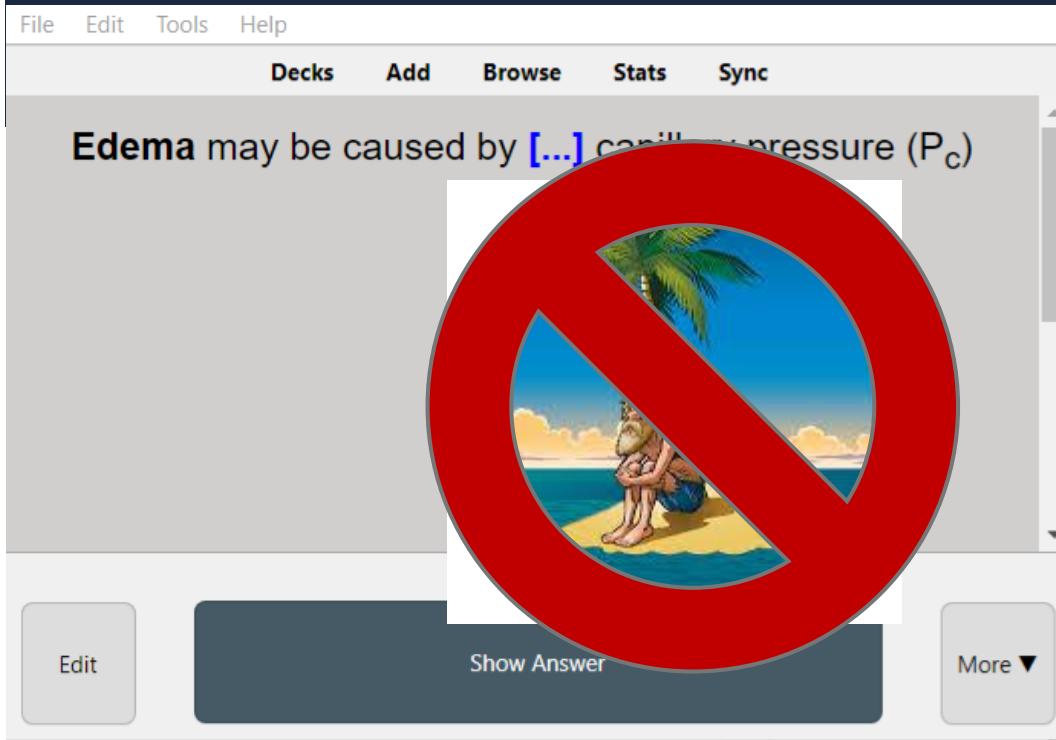 File Edit Tools Help
Decks Add Browse Stats Sync
Edema may be caused by [...] capillary pressure (Pc)
Edit Show Answer More ▼